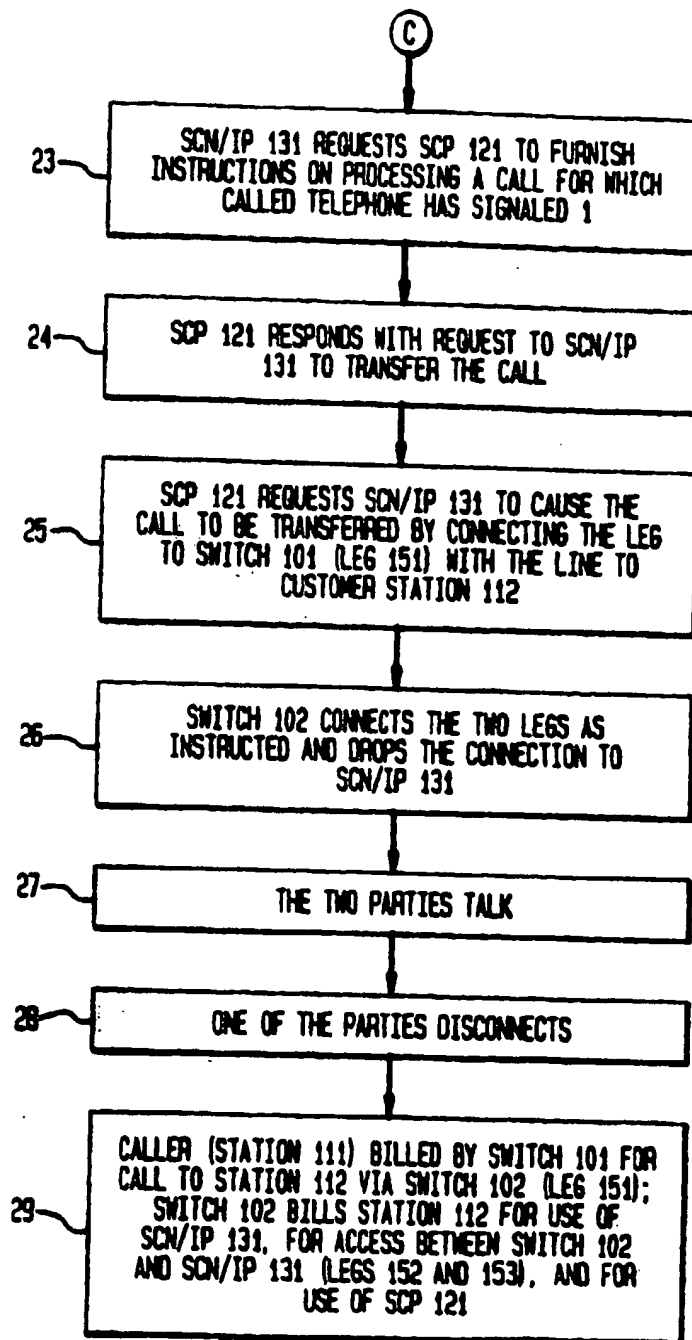 C
23
SCN/IP 131 REQUESTS SCP 121 TO FURNISH
INSTRUCTIONS ON PROCESSING A CALL FOR WHICH
CALLED TELEPHONE HAS SIGNALED 1
24
SCP 121 RESPONDS WITH REQUEST TO SCN/IP
131 TO TRANSFER THE CALL
25
SCP 121 REQUESTS SCN/IP 131 TO CAUSE THE
CALL TO BE TRANSFERRED BY CONNECTING THE LEG
TO SWITCH 101 (LEG 151) WITH THE LINE TO
CUSTOMER STATION 112
26
SWITCH 102 CONNECTS THE TWO LEGS AS
INSTRUCTED AND DROPS THE CONNECTION TO
SCN/IP 131
27
THE TWO PARTIES TALK
28
ONE OF THE PARTIES DISCONNECTS
29
CALLER (STATION 111) BILLED BY SWITCH 101 FOR
CALL TO STATION 112 VIA SWITCH 102 (LEG 151);
SWITCH 102 BILLS STATION 112 FOR USE OF
SCN/IP 131, FOR ACCESS BETWEEN SWITCH 102
AND SCN/IP 131 (LEGS 152 AND 153), AND FOR
USE OF SCP 121